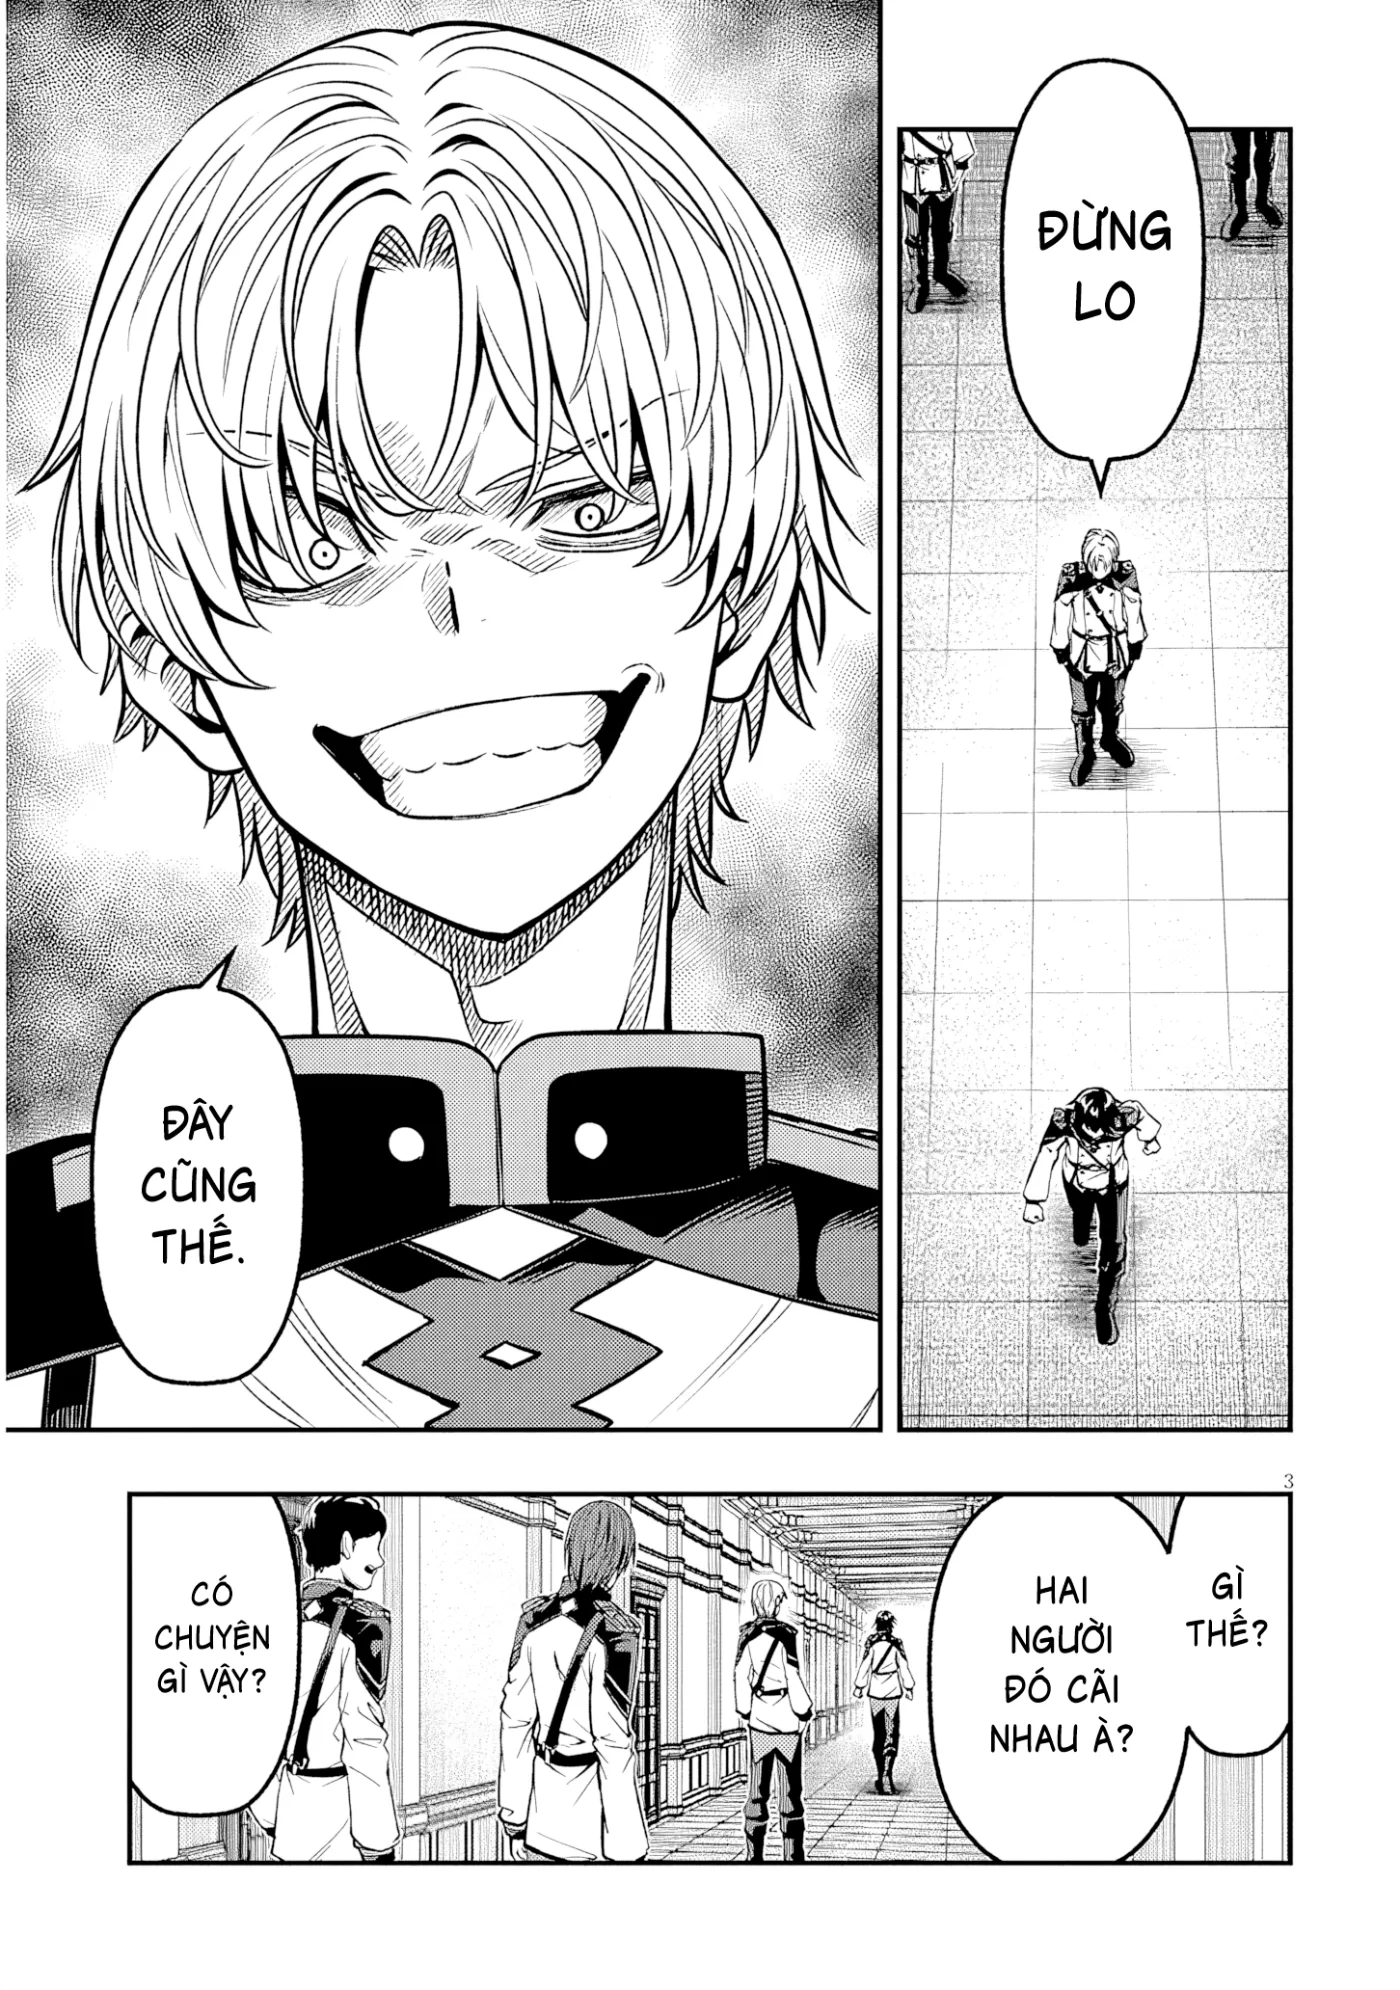 ĐỪNG
LO
ĐÂY
CŨNG
THẾ.
3
GÌ
THẾ?
HAI
NGƯỜI
ĐÓ CÃI
NHAU À?
CÓ
CHUYỆN
GÌ VẬY?